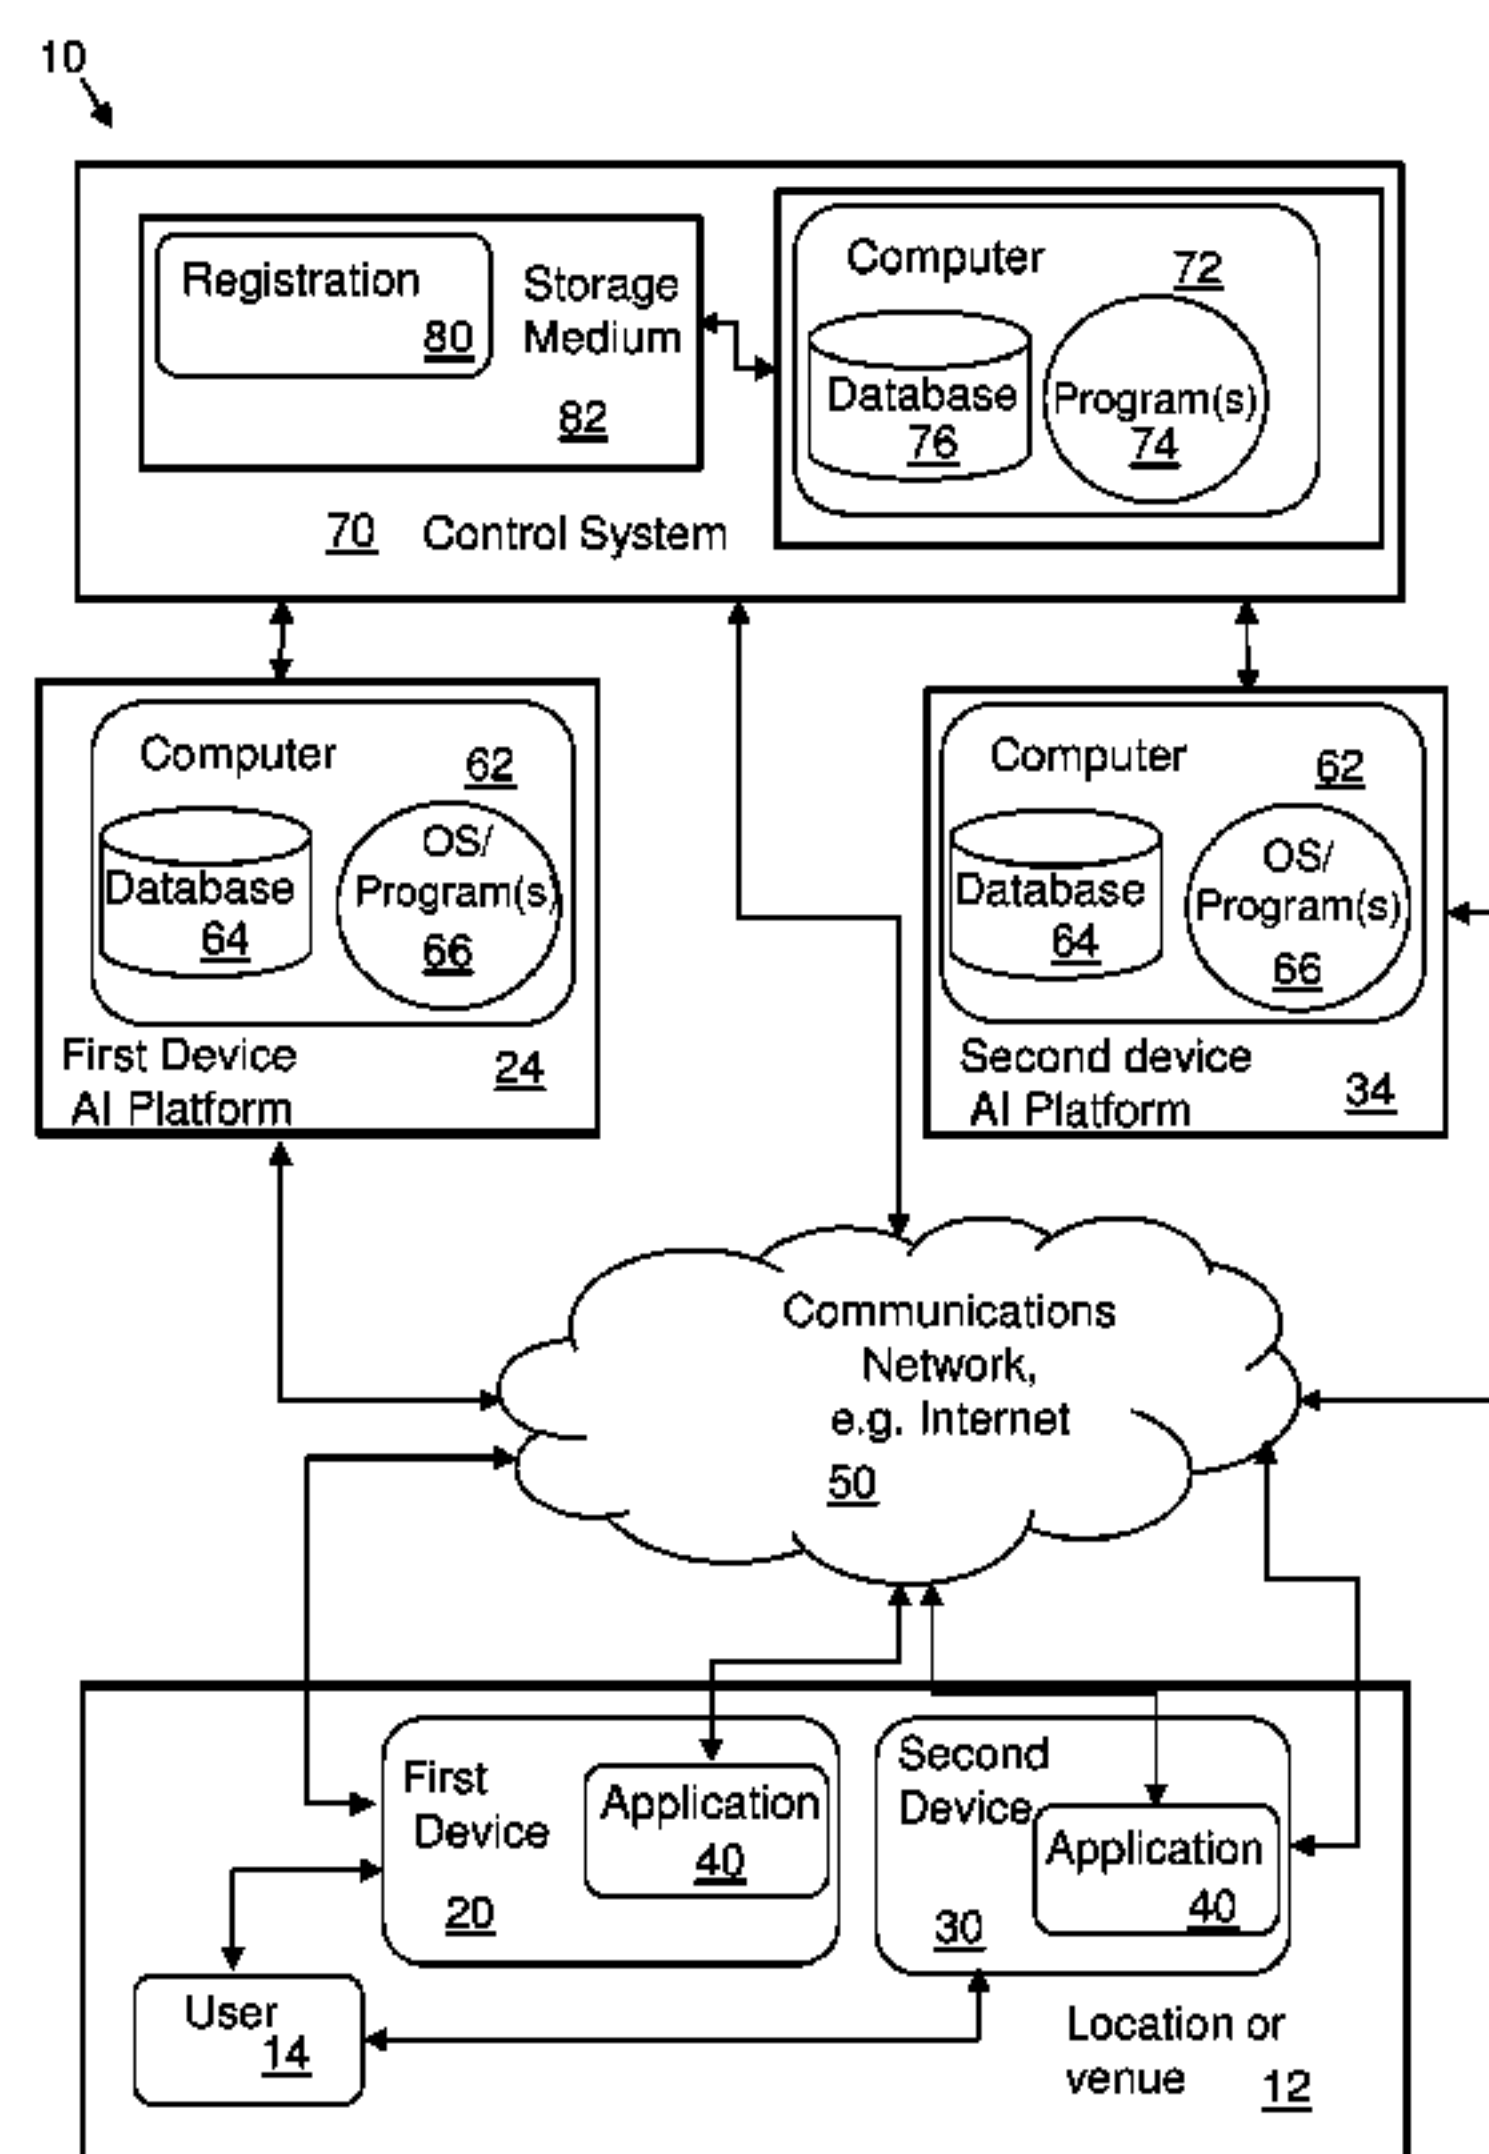 10
Registration
80
Storage
Medium
82
Computer
72
Database
76
Program(s)
74
70 Control System
Computer
62
Database
64
OS/
Program(s)
66
First Device
AI Platform
24
Computer
62
Database
64
OS/
Program(s)
66
Second device
AI Platform
34
Communications
Network,
e.g. Internet
50
First
Device
20
Application
40
Second
Device
30
Application
40
User
14
Location or
venue
12